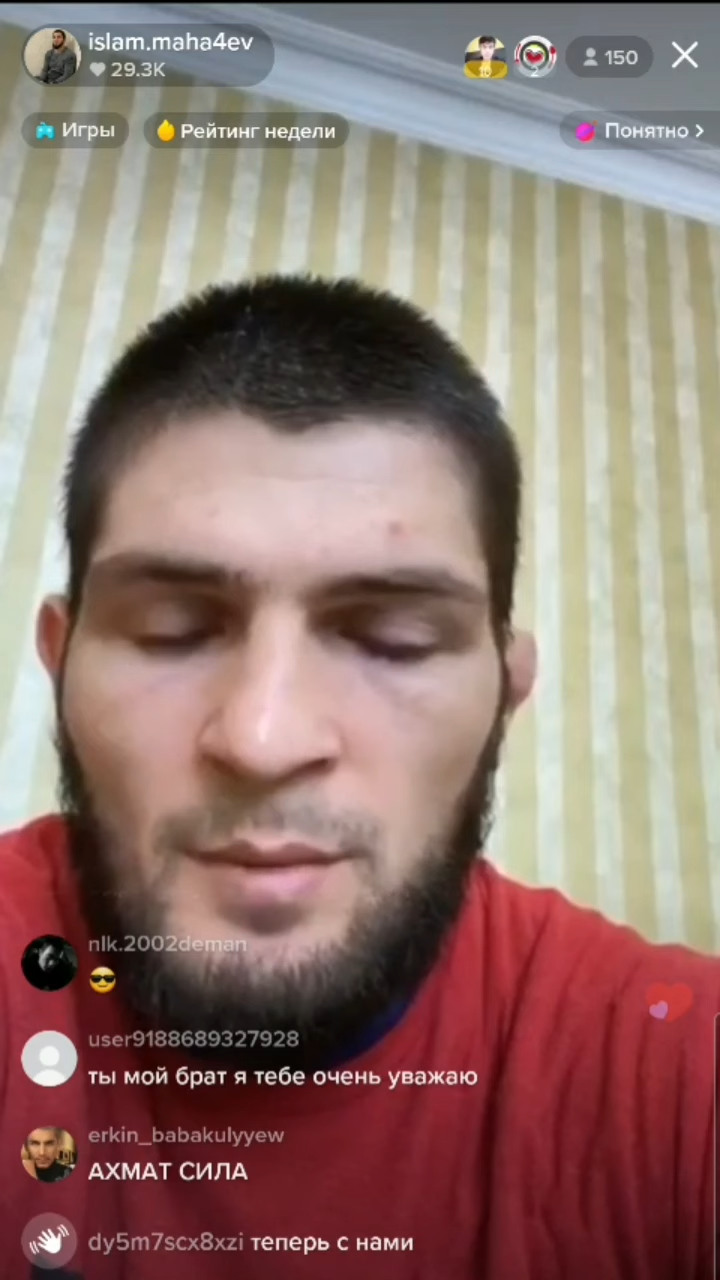 islam.maha4ev
29.3K
150
Игры
Рейтинг недели
Понятно
nlk.2002deman
user9188689327928
ты мой брат я тебе очень уважаю
erkin_babakulyyew
АХМАТ СИЛА
dy5m7scx8xzi теперь с нами